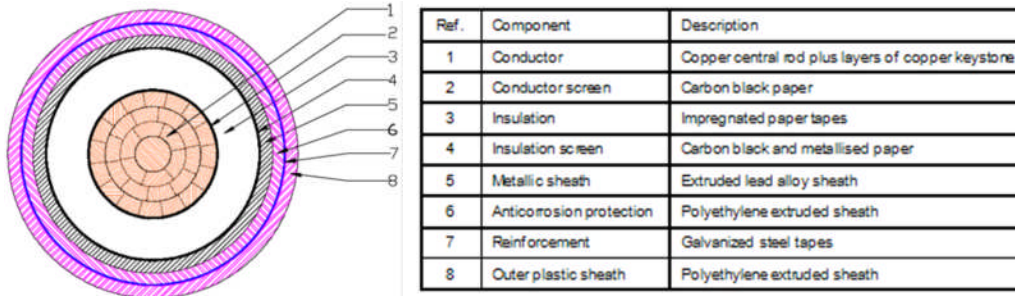 1
2
3
4
5
6
7
8
Ref. Component Description
1 Conductor Copper central rod plus layers of copper keystone
2 Conductor screen Carbon black paper
3 Insulation Impregnated paper tapes
4 Insulation screen Carbon black and metallised paper
5 Metallic sheath Extruded lead alloy sheath
6 Anticorrosion protection Polyethylene extruded sheath
7 Reinforcement Galvanized steel tapes
8 Outer plastic sheath Polyethylene extruded sheath